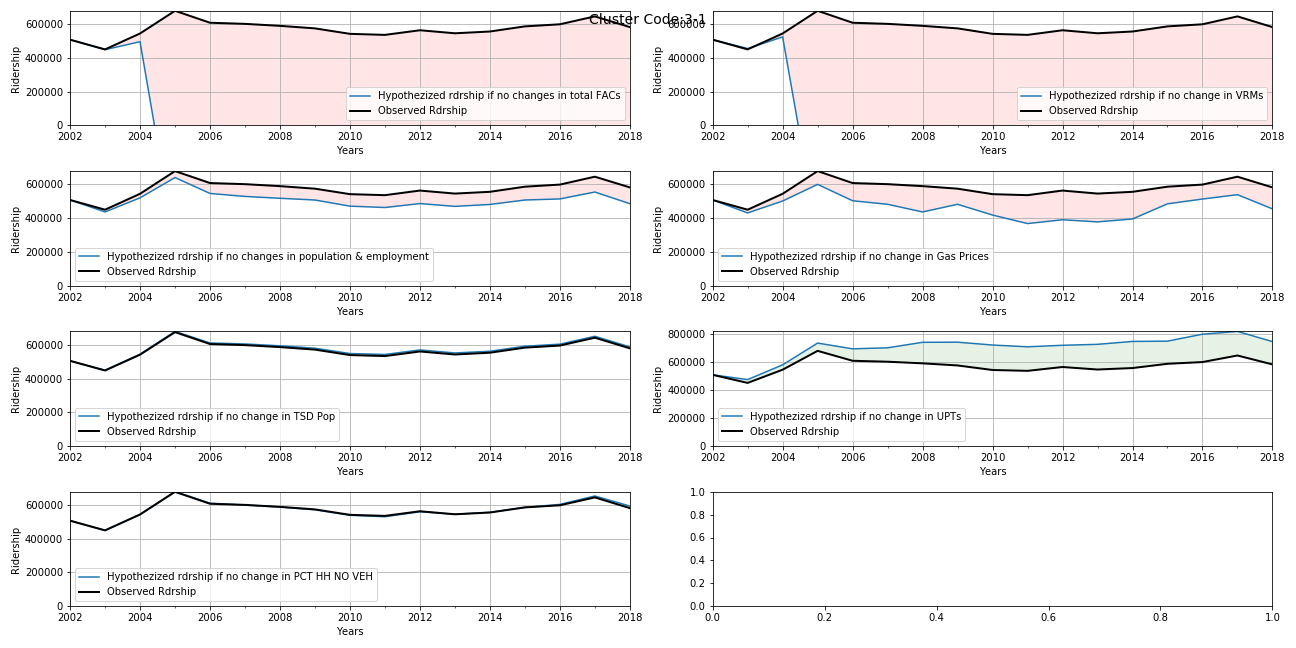 Cluster Code:3-1
600000
400000
200000
0
Ridership
Hypothezized rdrship if no changes in total FACs
Observed Rdrship
2002 2004 2006 2008 2010 2012 2014 2016 2018
Years
600000
400000
200000
0
Ridership
Hypothezized rdrship if no change in VRMs
Observed Rdrship
2002 2004 2006 2008 2010 2012 2014 2016 2018
Years
600000
400000
200000
0
Ridership
Hypothezized rdrship if no changes in population & employment
Observed Rdrship
2002 2004 2006 2008 2010 2012 2014 2016 2018
Years
600000
400000
200000
0
Ridership
Hypothezized rdrship if no change in Gas Prices
Observed Rdrship
2002 2004 2006 2008 2010 2012 2014 2016 2018
Years
600000
400000
200000
0
Ridership
Hypothezized rdrship if no change in TSD Pop
Observed Rdrship
2002 2004 2006 2008 2010 2012 2014 2016 2018
Years
800000
600000
400000
200000
0
Ridership
Hypothezized rdrship if no change in UPTs
Observed Rdrship
2002 2004 2006 2008 2010 2012 2014 2016 2018
Years
600000
400000
200000
0
Ridership
Hypothezized rdrship if no change in PCT HH NO VEH
Observed Rdrship
2002 2004 2006 2008 2010 2012 2014 2016 2018
Years
1.0
0.8
0.6
0.4
0.2
0.0
0.0 0.2 0.4 0.6 0.8 1.0